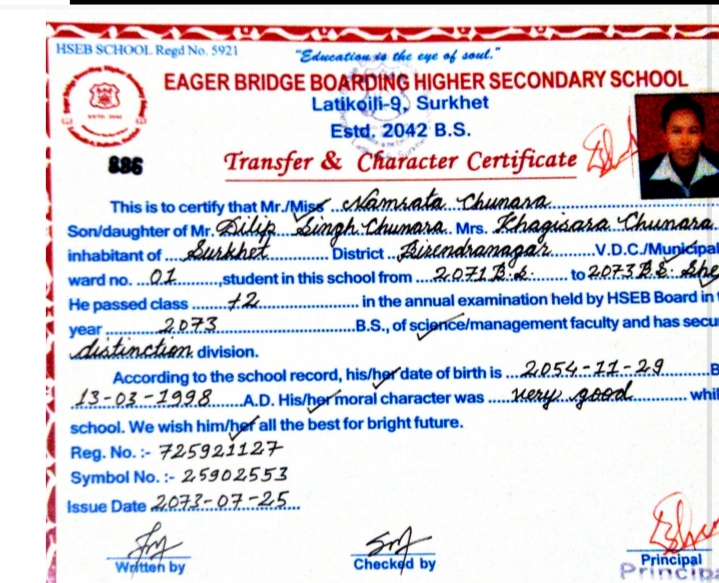 HSEB SCHOOL. Regd No. 5921
"Education is the eye of soul."
EAGER BRIDGE BOARDING HIGHER SECONDARY SCHOOL
Latikoili-9, Surkhet
Estd. 2042 B.S.
886
Transfer & Character Certificate
This is to certify that Mr./Miss Namrata Chunara
Son/daughter of Mr. Dilip Singh Chunara. Mrs. Khagisara Chunara.
inhabitant of Surkhet District Birendranagar V.D.C./Municipal
ward no. 01, student in this school from 2071 B.S. to 2073 B.S. She
He passed class +2 in the annual examination held by HSEB Board in
year 2073 B.S., of science/management faculty and has secu
distinction division.
According to the school record, his/her date of birth is 2054-11-29 B
13-03-1998 A.D. His/her moral character was very good whil
school. We wish him/her all the best for bright future.
Reg. No. :- 725921127
Symbol No. :- 25902553
Issue Date 2073-07-25
Written by
Checked by
Principal
Principa